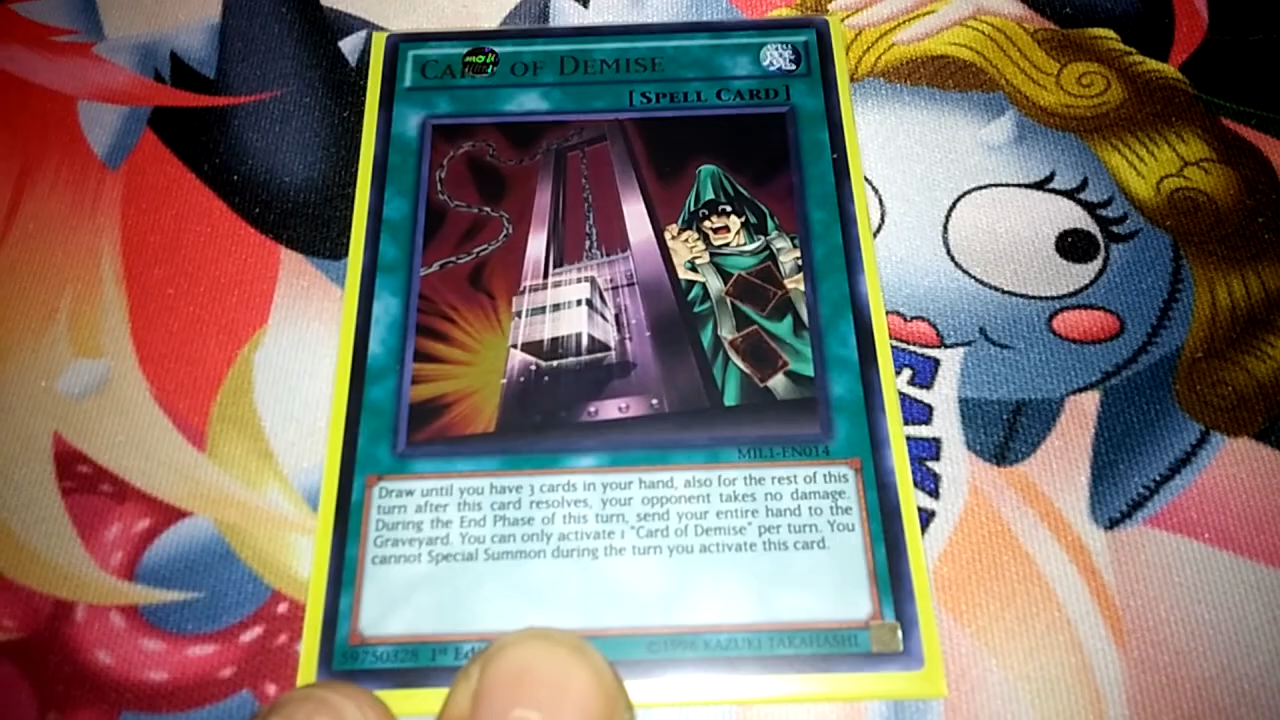 CARD OF DEMISE
[SPELL CARD]
MIL1-EN014
Draw until you have 3 cards in your hand, also for the rest of this
turn after this card resolves, your opponent takes no damage.
During the End Phase of this turn, send your entire hand to the
Graveyard. You can only activate 1 "Card of Demise" per turn. You
cannot Special Summon during the turn you activate this card.
59750328 1st Ed
©1996 KAZUKI TAKAHASHI